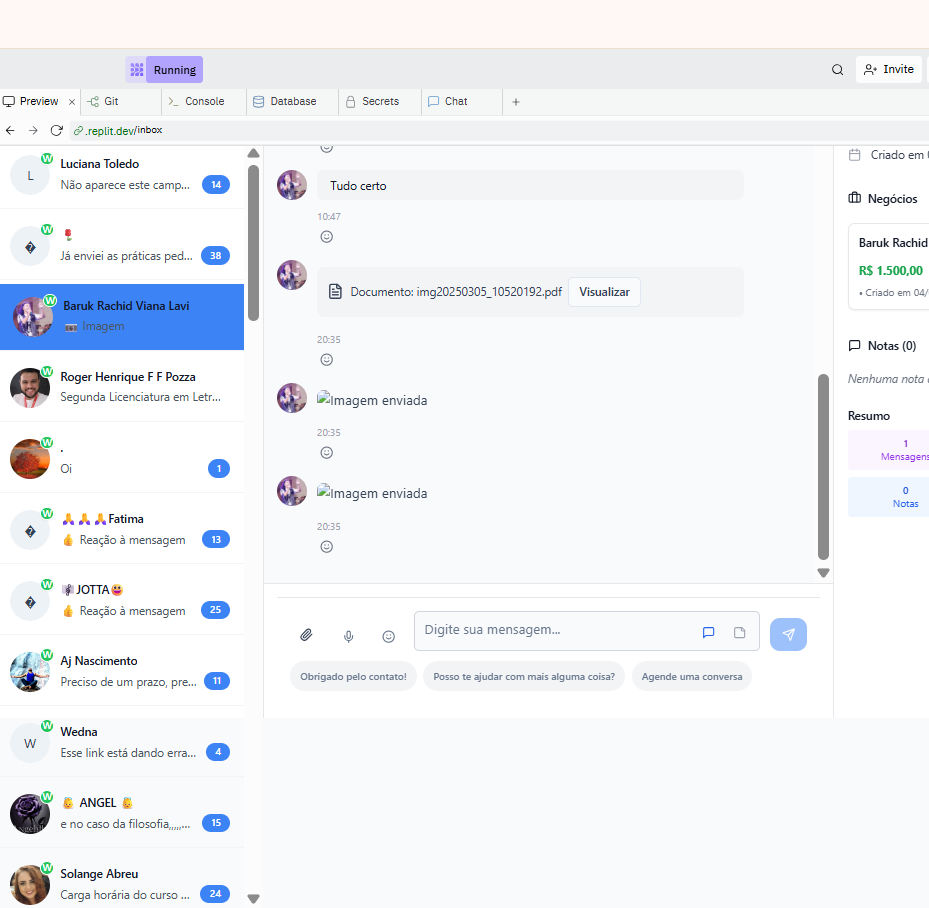 Running
Invite
Preview
Git
Console
Database
Secrets
Chat
.replit.dev/inbox
Luciana Toledo
Não aparece este camp...
14
L
🌹
Já enviei as práticas ped...
38
�
Baruk Rachid Viana Lavi
📷 Imagem
Roger Henrique F F Pozza
Segunda Licenciatura em Letr...
.
Oi
1
🙏🙏🙏Fatima
👍 Reação à mensagem
13
�
🎼JOTTA😃
👍 Reação à mensagem
25
�
Aj Nascimento
Preciso de um prazo, pre...
11
Wedna
Esse link está dando erra...
4
W
👼 ANGEL 👼
e no caso da filosofia,,,,,...
15
Solange Abreu
Carga horária do curso ...
24
Tudo certo
10:47
Documento: img20250305_10520192.pdf
Visualizar
20:35
Imagem enviada
20:35
Imagem enviada
20:35
Digite sua mensagem...
Obrigado pelo contato!
Posso te ajudar com mais alguma coisa?
Agende uma conversa
Criado em
Negócios
Baruk Rachid
R$ 1.500,00
• Criado em 04/
Notas (0)
Nenhuma nota
Resumo
1
Mensagens
0
Notas